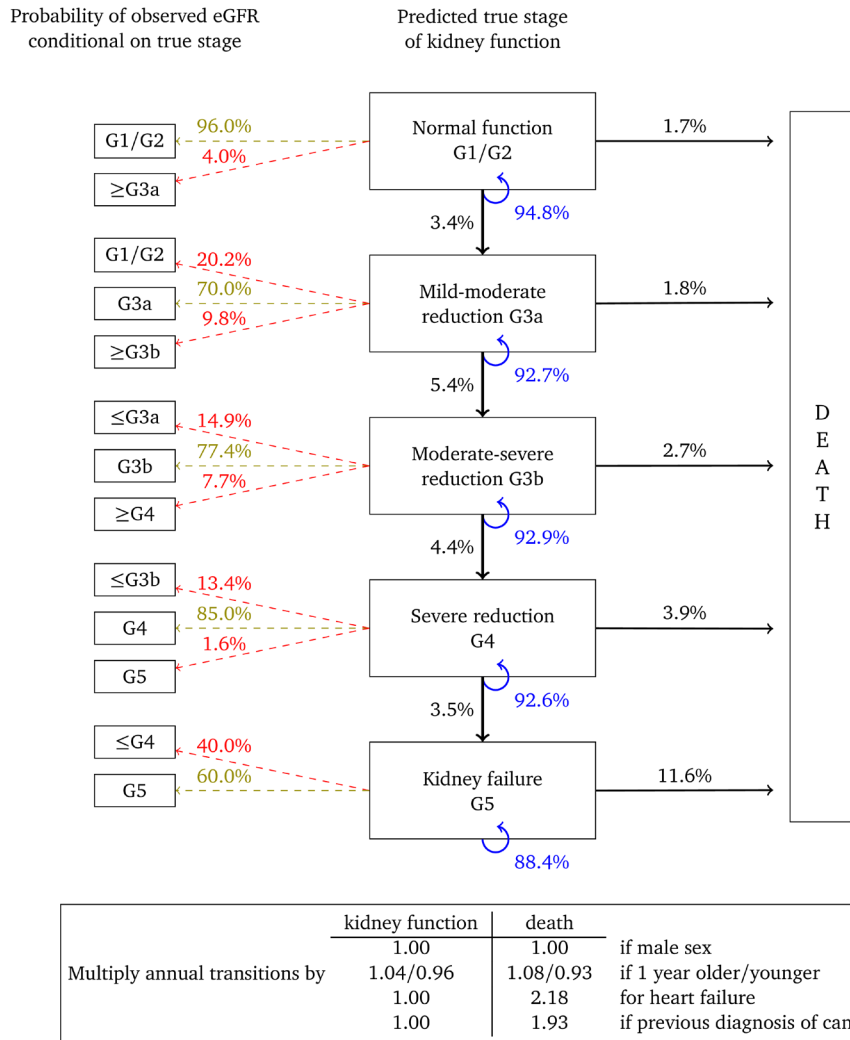 Probability of observed eGFR
conditional on true stage
Predicted true stage
of kidney function
G1/G2
96.0%
4.0%
≥G3a
Normal function
G1/G2
1.7%
94.8%
3.4%
G1/G2
20.2%
G3a
70.0%
9.8%
≥G3b
Mild-moderate
reduction G3a
1.8%
92.7%
5.4%
≤G3a
14.9%
G3b
77.4%
7.7%
≥G4
Moderate-severe
reduction G3b
2.7%
92.9%
4.4%
≤G3b
13.4%
G4
85.0%
1.6%
G5
Severe reduction
G4
3.9%
92.6%
3.5%
≤G4
40.0%
G5
60.0%
Kidney failure
G5
11.6%
88.4%
D
E
A
T
H
kidney function death
1.00 1.00 if male sex
Multiply annual transitions by 1.04/0.96 1.08/0.93 if 1 year older/younger
1.00 2.18 for heart failure
1.00 1.93 if previous diagnosis of